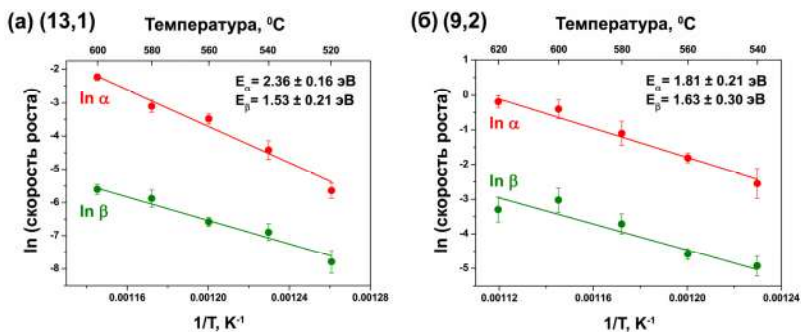 (а) (13,1)
Температура, ⁰C
600 580 560 540 520
-2
-3
-4
-5
-6
-7
-8
ln (скорость роста)
Eα= 2.36 ± 0.16 эВ
Eβ= 1.53 ± 0.21 эВ
ln α
ln β
0.00116 0.00120 0.00124 0.00128
1/T, K⁻¹
(б) (9,2)
Температура, ⁰C
620 600 580 560 540
1
0
-1
-2
-3
-4
-5
ln (скорость роста)
Eα= 1.81 ± 0.21 эВ
Eβ= 1.63 ± 0.30 эВ
ln α
ln β
0.00112 0.00116 0.00120 0.00124
1/T, K⁻¹